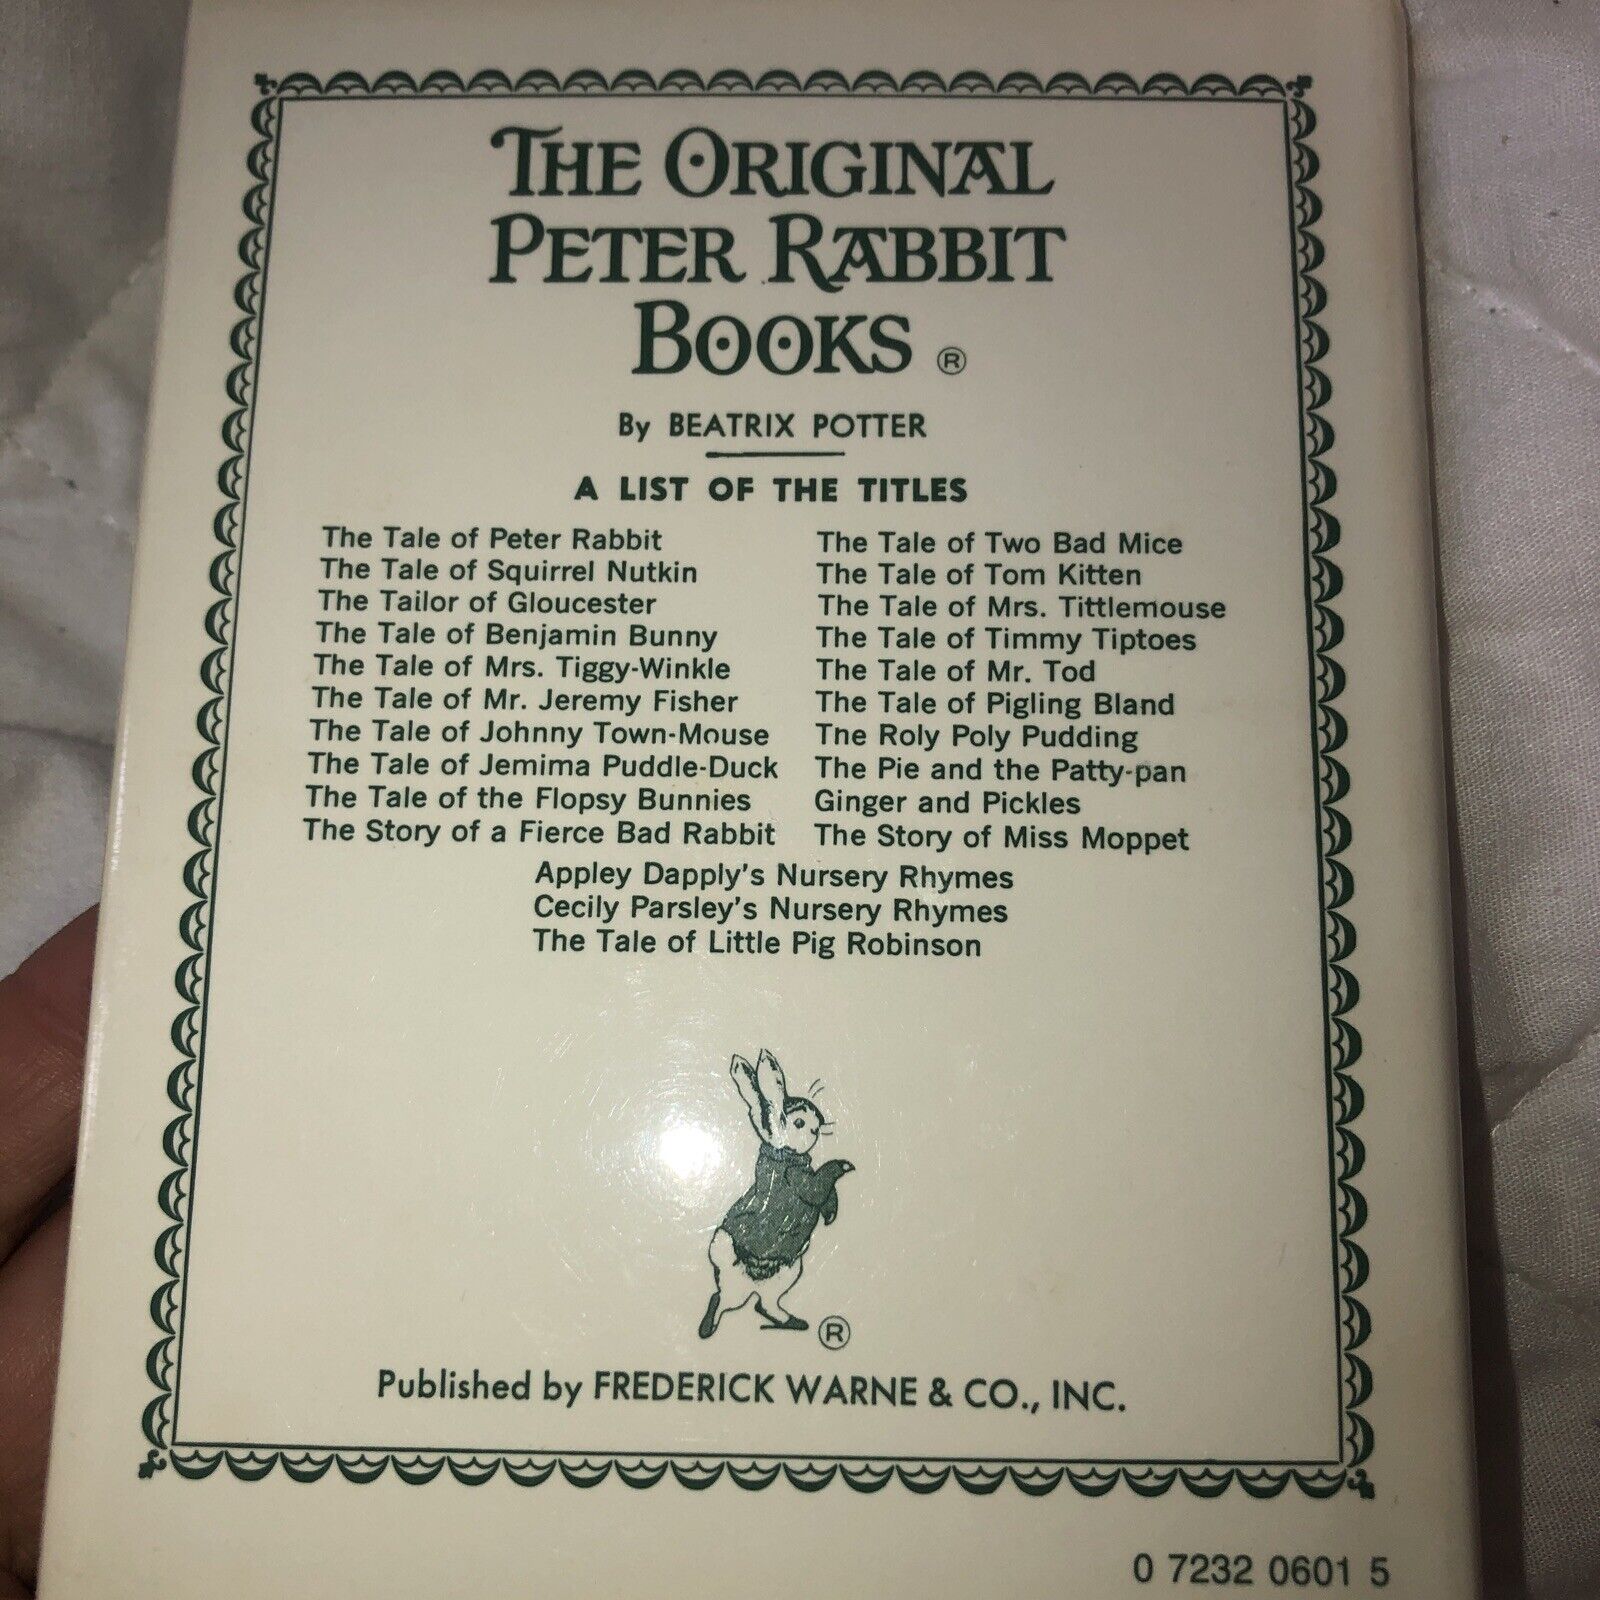 THE ORIGINAL
PETER RABBIT
BOOKS ®
By BEATRIX POTTER
A LIST OF THE TITLES
The Tale of Peter Rabbit
The Tale of Squirrel Nutkin
The Tailor of Gloucester
The Tale of Benjamin Bunny
The Tale of Mrs. Tiggy-Winkle
The Tale of Mr. Jeremy Fisher
The Tale of Johnny Town-Mouse
The Tale of Jemima Puddle-Duck
The Tale of the Flopsy Bunnies
The Story of a Fierce Bad Rabbit
The Tale of Two Bad Mice
The Tale of Tom Kitten
The Tale of Mrs. Tittlemouse
The Tale of Timmy Tiptoes
The Tale of Mr. Tod
The Tale of Pigling Bland
The Roly Poly Pudding
The Pie and the Patty-pan
Ginger and Pickles
The Story of Miss Moppet
Appley Dapply's Nursery Rhymes
Cecily Parsley's Nursery Rhymes
The Tale of Little Pig Robinson
®
Published by FREDERICK WARNE & CO., INC.
0 7232 0601 5